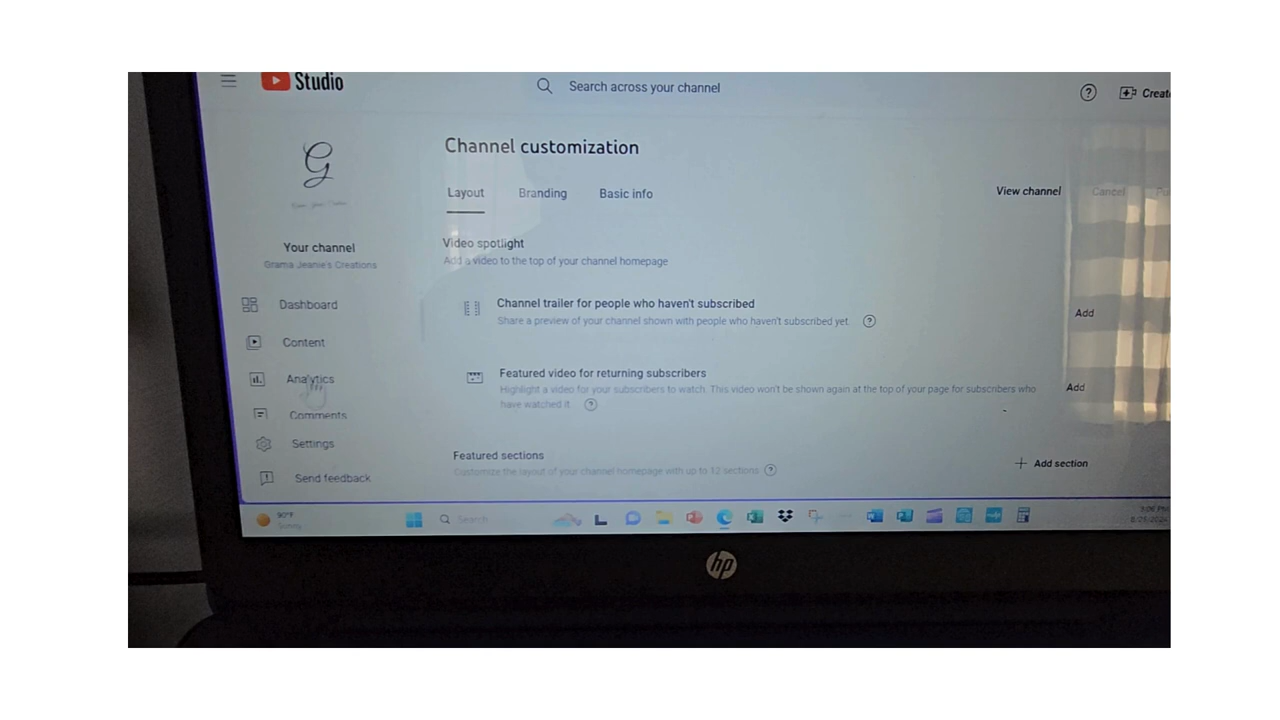 Studio
Search across your channel
?
Create
G
Channel customization
Layout
Branding
Basic info
View channel
Cancel
Your channel
Grama Jeanie's Creations
Video spotlight
Add a video to the top of your channel homepage
Channel trailer for people who haven't subscribed
Share a preview of your channel shown with people who haven't subscribed yet. ?
Add
Featured video for returning subscribers
Highlight a video for your subscribers to watch. This video won't be shown again at the top of your page for subscribers who
have watched it. ?
Add
Featured sections
Customize the layout of your channel homepage with up to 12 sections ?
Add section
Dashboard
Content
Analytics
Comments
Settings
Send feedback
90°F
Sunny
Search
hp